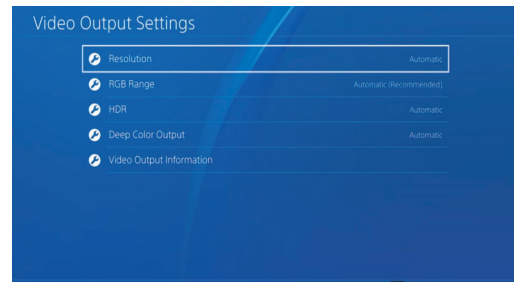 Video Output Settings
Resolution Automatic
RGB Range Automatic (Recommended)
HDR Automatic
Deep Color Output Automatic
Video Output Information